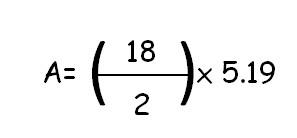 A= (18/2) x 5.19